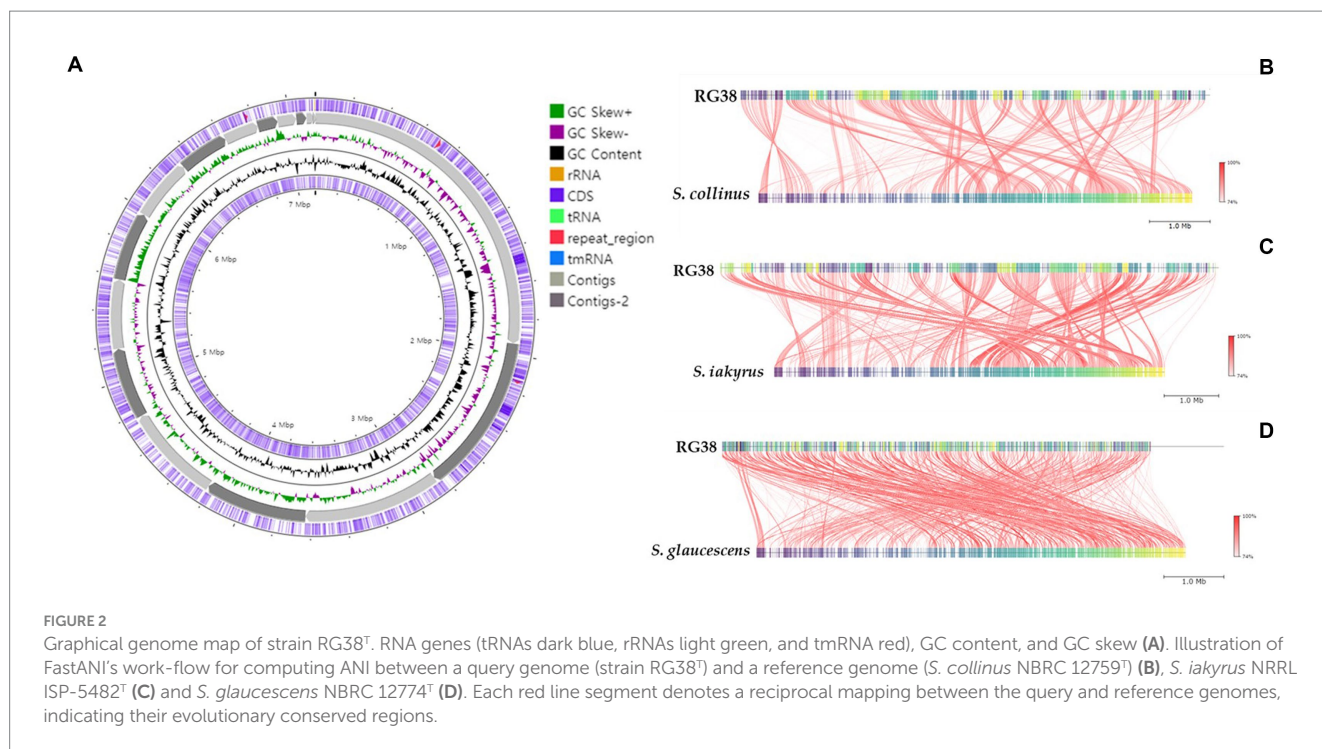 A
GC Skew+
GC Skew-
GC Content
rRNA
CDS
tRNA
repeat_region
tmRNA
Contigs
Contigs-2
7 Mbp
1 Mbp
2 Mbp
3 Mbp
4 Mbp
5 Mbp
6 Mbp
B
RG38
S. collinus
100%
74%
1.0 Mb
C
RG38
S. iakyrus
100%
74%
1.0 Mb
D
RG38
S. glaucescens
100%
74%
1.0 Mb
FIGURE 2
Graphical genome map of strain RG38ᵀ. RNA genes (tRNAs dark blue, rRNAs light green, and tmRNA red), GC content, and GC skew (A). Illustration of
FastANI's work-flow for computing ANI between a query genome (strain RG38ᵀ) and a reference genome (S. collinus NBRC 12759ᵀ) (B), S. iakyrus NRRL
ISP-5482ᵀ (C) and S. glaucescens NBRC 12774ᵀ (D). Each red line segment denotes a reciprocal mapping between the query and reference genomes,
indicating their evolutionary conserved regions.